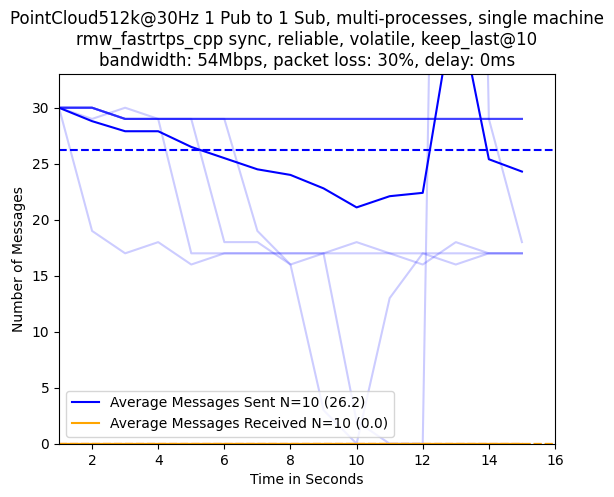 PointCloud512k@30Hz 1 Pub to 1 Sub, multi-processes, single machine
rmw_fastrtps_cpp sync, reliable, volatile, keep_last@10
bandwidth: 54Mbps, packet loss: 30%, delay: 0ms
Number of Messages
30
25
20
15
10
5
0
Average Messages Sent N=10 (26.2)
Average Messages Received N=10 (0.0)
2 4 6 8 10 12 14 16
Time in Seconds